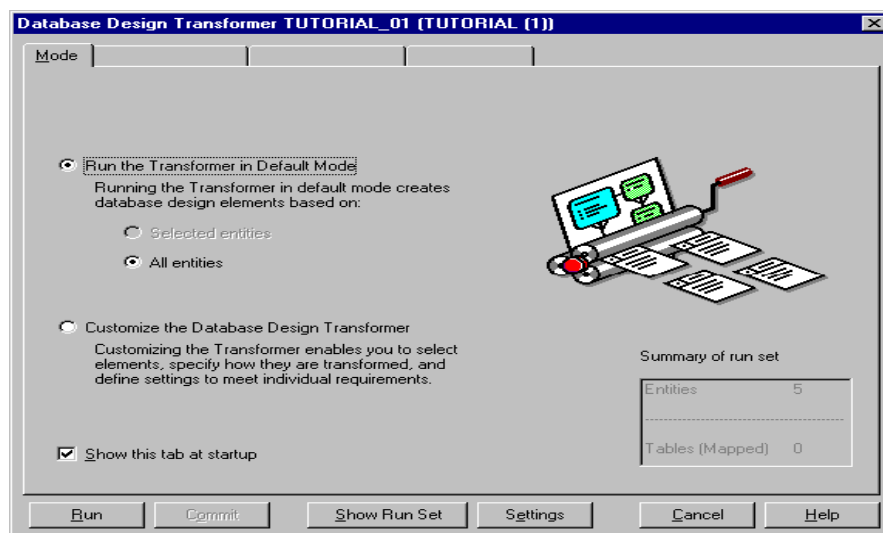 Database Design Transformer TUTORIAL_01 (TUTORIAL (1))
Mode
Run the Transformer in Default Mode
Running the Transformer in default mode creates
database design elements based on:
Selected entities
All entities
Customize the Database Design Transformer
Customizing the Transformer enables you to select
elements, specify how they are transformed, and
define settings to meet individual requirements.
Summary of run set
Entities 5
Tables (Mapped) 0
Show this tab at startup
Run Commit Show Run Set Settings Cancel Help